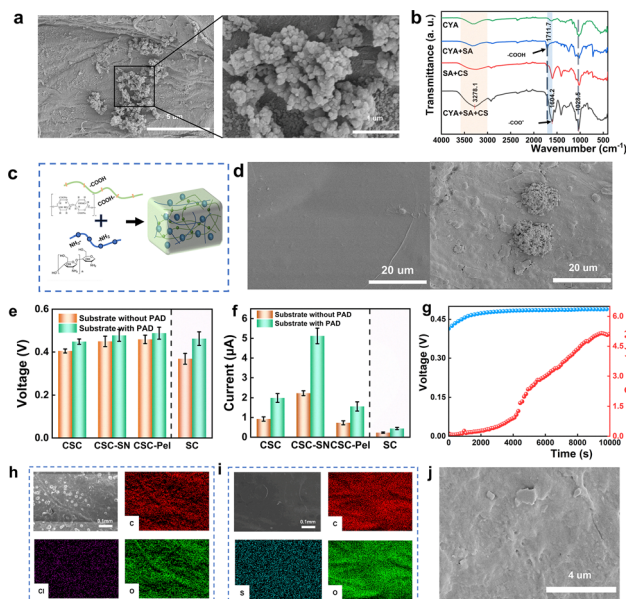 a
5 um
1 um
b
Transmittance (a. u.)
CYA
CYA+SA
SA+CS
CYA+SA+CS
1711.7
-COOH
3278.1
1604.2
1028.5
-COO⁻
4000 3500 3000 2500 2000 1500 1000 500
Wavenumber (cm⁻¹)
c
-COOH
COOH
+
-NH₂
d
20 um
20 um
e
Voltage (V)
0.6
0.4
0.2
0.0
Substrate without PAD
Substrate with PAD
CSC CSC-SN CSC-Pel SC
f
Current (μA)
6
5
4
3
2
1
0
Substrate without PAD
Substrate with PAD
CSC CSC-SN CSC-Pel SC
g
Voltage (V)
0.45
0.30
0.15
0.00
6.0
4.5
3.0
1.5
0.0
0 2000 4000 6000 8000 10000
Time (s)
h
0.1mm
C
Cl
O
i
0.1mm
C
S
O
j
4 um